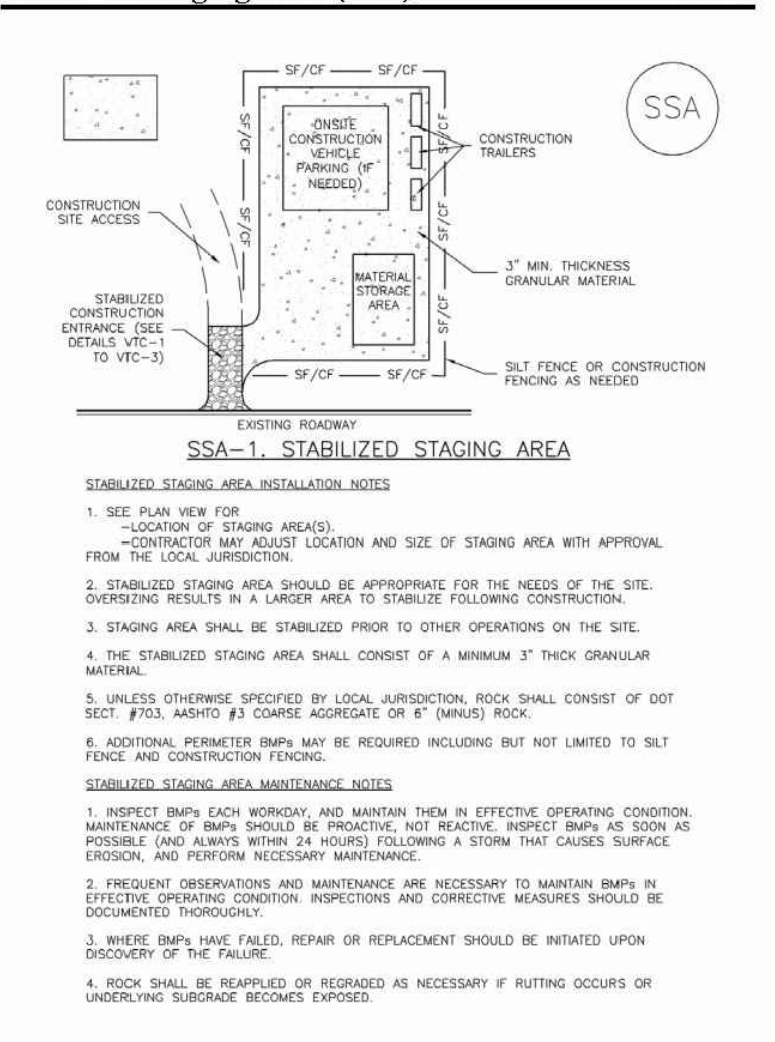 SF/CF SF/CF
SSA
SF/CF
ONSITE
CONSTRUCTION
VEHICLE
PARKING (IF
NEEDED)
SF/CF
CONSTRUCTION
TRAILERS
CONSTRUCTION
SITE ACCESS
SF/CF
SF/CF
3" MIN. THICKNESS
GRANULAR MATERIAL
MATERIAL
STORAGE
AREA
STABILIZED
CONSTRUCTION
ENTRANCE (SEE
DETAILS VTC-1
TO VTC-3)
SF/CF
SF/CF SF/CF
SILT FENCE OR CONSTRUCTION
FENCING AS NEEDED
EXISTING ROADWAY
SSA-1. STABILIZED STAGING AREA
STABILIZED STAGING AREA INSTALLATION NOTES
1. SEE PLAN VIEW FOR
-LOCATION OF STAGING AREA(S).
-CONTRACTOR MAY ADJUST LOCATION AND SIZE OF STAGING AREA WITH APPROVAL
FROM THE LOCAL JURISDICTION.
2. STABILIZED STAGING AREA SHOULD BE APPROPRIATE FOR THE NEEDS OF THE SITE.
OVERSIZING RESULTS IN A LARGER AREA TO STABILIZE FOLLOWING CONSTRUCTION.
3. STAGING AREA SHALL BE STABILIZED PRIOR TO OTHER OPERATIONS ON THE SITE.
4. THE STABILIZED STAGING AREA SHALL CONSIST OF A MINIMUM 3" THICK GRANULAR
MATERIAL.
5. UNLESS OTHERWISE SPECIFIED BY LOCAL JURISDICTION, ROCK SHALL CONSIST OF DOT
SECT. #703, AASHTO #3 COARSE AGGREGATE OR 6" (MINUS) ROCK.
6. ADDITIONAL PERIMETER BMPs MAY BE REQUIRED INCLUDING BUT NOT LIMITED TO SILT
FENCE AND CONSTRUCTION FENCING.
STABILIZED STAGING AREA MAINTENANCE NOTES
1. INSPECT BMPs EACH WORKDAY, AND MAINTAIN THEM IN EFFECTIVE OPERATING CONDITION.
MAINTENANCE OF BMPs SHOULD BE PROACTIVE, NOT REACTIVE. INSPECT BMPs AS SOON AS
POSSIBLE (AND ALWAYS WITHIN 24 HOURS) FOLLOWING A STORM THAT CAUSES SURFACE
EROSION, AND PERFORM NECESSARY MAINTENANCE.
2. FREQUENT OBSERVATIONS AND MAINTENANCE ARE NECESSARY TO MAINTAIN BMPs IN
EFFECTIVE OPERATING CONDITION. INSPECTIONS AND CORRECTIVE MEASURES SHOULD BE
DOCUMENTED THOROUGHLY.
3. WHERE BMPs HAVE FAILED, REPAIR OR REPLACEMENT SHOULD BE INITIATED UPON
DISCOVERY OF THE FAILURE.
4. ROCK SHALL BE REAPPLIED OR REGRADED AS NECESSARY IF RUTTING OCCURS OR
UNDERLYING SUBGRADE BECOMES EXPOSED.